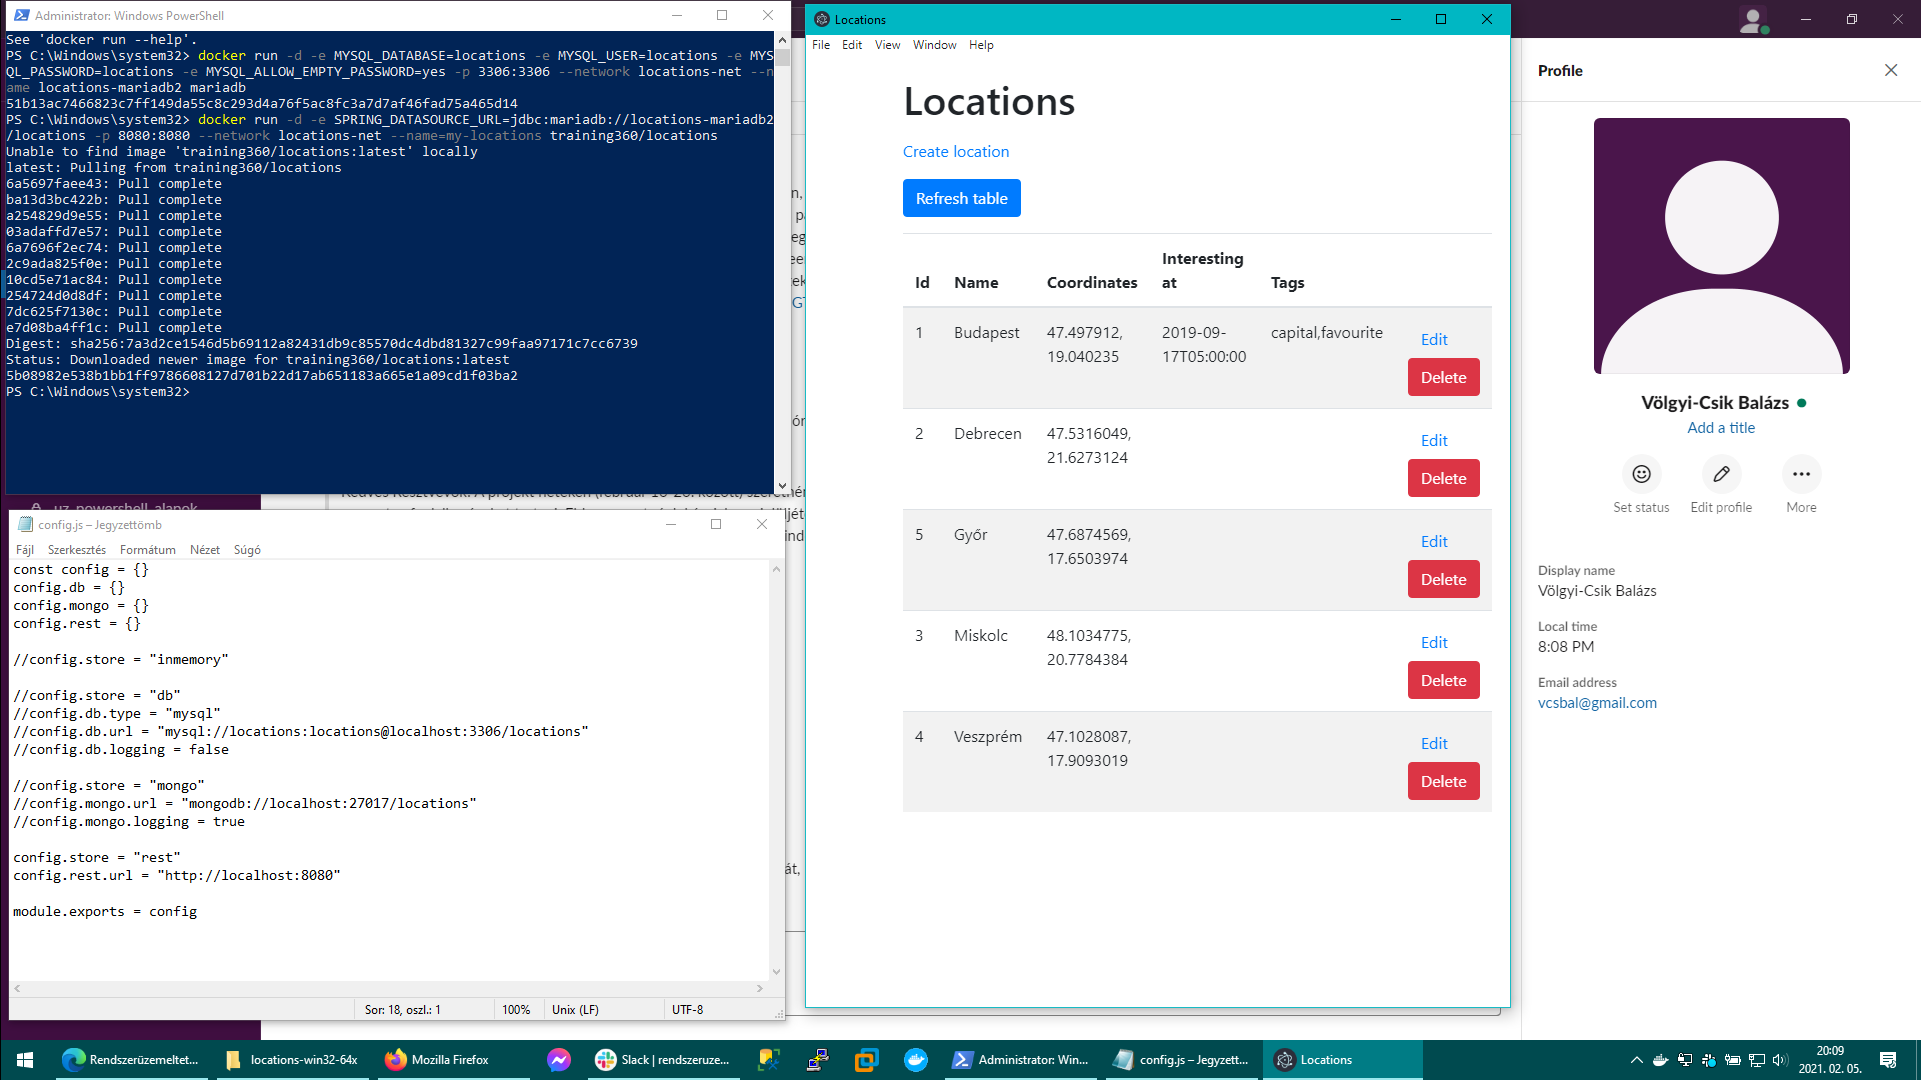 Administrator: Windows PowerShell
See 'docker run --help'.
PS C:\Windows\system32> docker run -d -e MYSQL_DATABASE=locations -e MYSQL_USER=locations -e MYS
QL_PASSWORD=locations -e MYSQL_ALLOW_EMPTY_PASSWORD=yes -p 3306:3306 --network locations-net --n
ame locations-mariadb2 mariadb
51b13ac7466823c7ff149da55c8c293d4a76f5ac8fc3a7d7af46fad75a465d14
PS C:\Windows\system32> docker run -d -e SPRING_DATASOURCE_URL=jdbc:mariadb://locations-mariadb2
/locations -p 8080:8080 --network locations-net --name=my-locations training360/locations
Unable to find image 'training360/locations:latest' locally
latest: Pulling from training360/locations
6a5697faee43: Pull complete
ba13d3bc422b: Pull complete
a254829d9e55: Pull complete
03adaffd7e57: Pull complete
6a7696f2ec74: Pull complete
2c9ada825f0e: Pull complete
10cd5e71ac84: Pull complete
254724d0d8df: Pull complete
7dc625f7130c: Pull complete
e7d08ba4ff1c: Pull complete
Digest: sha256:7a3d2ce1546d5b69112a82431db9c85570dc4dbd81327c99faa97171c7cc6739
Status: Downloaded newer image for training360/locations:latest
5b08982e538b1bb1ff9786608127d701b22d17ab651183a665e1a09cd1f03ba2
PS C:\Windows\system32>
config.js – Jegyzettömb
Fájl Szerkesztés Formátum Nézet Súgó
const config = {}
config.db = {}
config.mongo = {}
config.rest = {}
//config.store = "inmemory"
//config.store = "db"
//config.db.type = "mysql"
//config.db.url = "mysql://locations:locations@localhost:3306/locations"
//config.db.logging = false
//config.store = "mongo"
//config.mongo.url = "mongodb://localhost:27017/locations"
//config.mongo.logging = true
config.store = "rest"
config.rest.url = "http://localhost:8080"
module.exports = config
Sor: 18, oszl.: 1 100% Unix (LF) UTF-8
Locations
File Edit View Window Help
Locations
Create location
Refresh table
Id Name Coordinates Interesting at Tags
1 Budapest 47.497912, 19.040235 2019-09-17T05:00:00 capital,favourite Edit Delete
2 Debrecen 47.5316049, 21.6273124 Edit Delete
5 Győr 47.6874569, 17.6503974 Edit Delete
3 Miskolc 48.1034775, 20.7784384 Edit Delete
4 Veszprém 47.1028087, 17.9093019 Edit Delete
Profile
Völgyi-Csik Balázs
Add a title
Set status Edit profile More
Display name
Völgyi-Csik Balázs
Local time
8:08 PM
Email address
vcsbal@gmail.com
Rendszerüzemeltet... locations-win32-64x Mozilla Firefox Slack | rendszeruze... Administrator: Win... config.js – Jegyzett... Locations
20:09
2021. 02. 05.